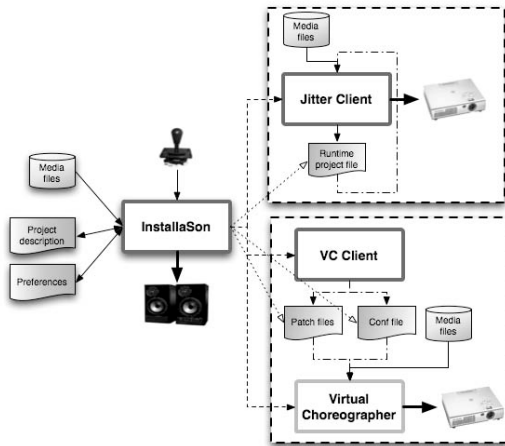 Media
files
Jitter Client
Runtime
project file
Media
files
Project
description
Preferences
InstallaSon
VC Client
Patch files
Conf file
Media
files
Virtual
Choreographer